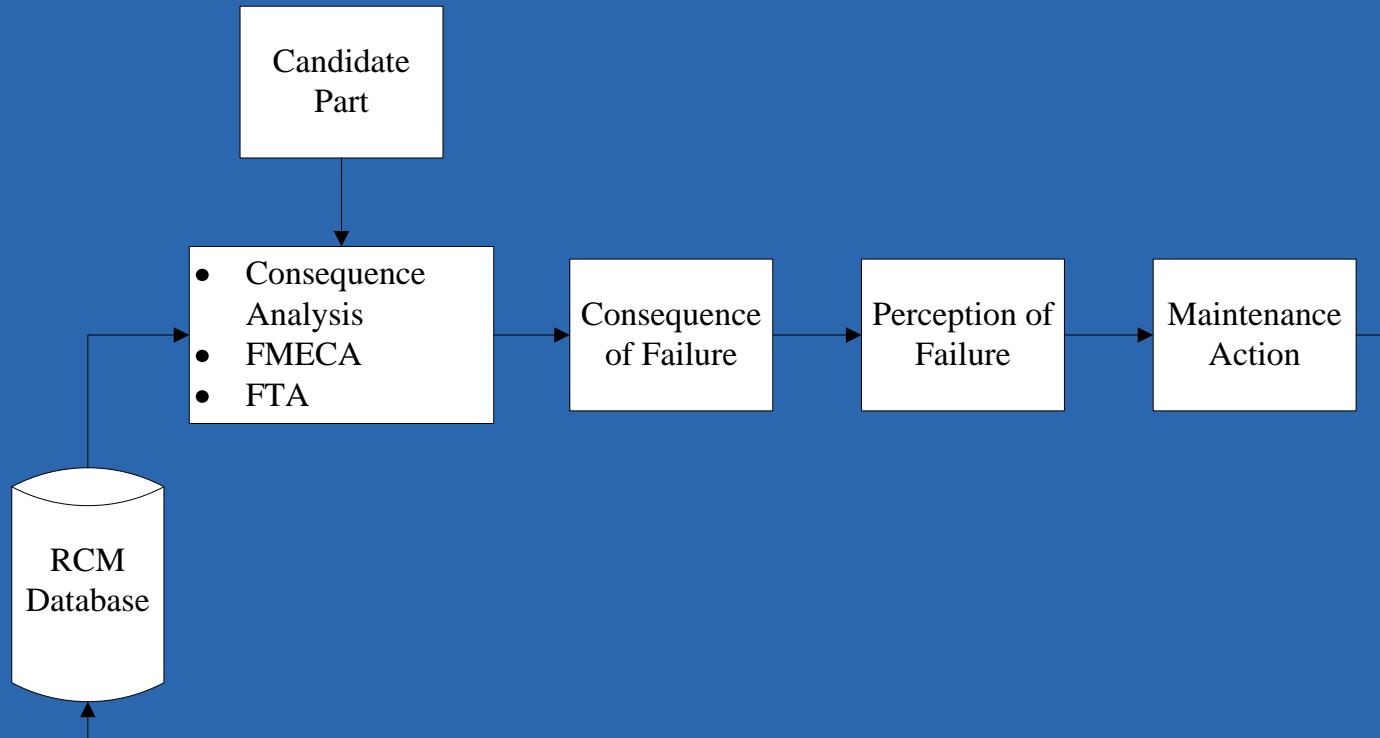 Candidate
Part
● Consequence
Analysis
● FMECA
● FTA
Consequence
of Failure
Perception of
Failure
Maintenance
Action
RCM
Database